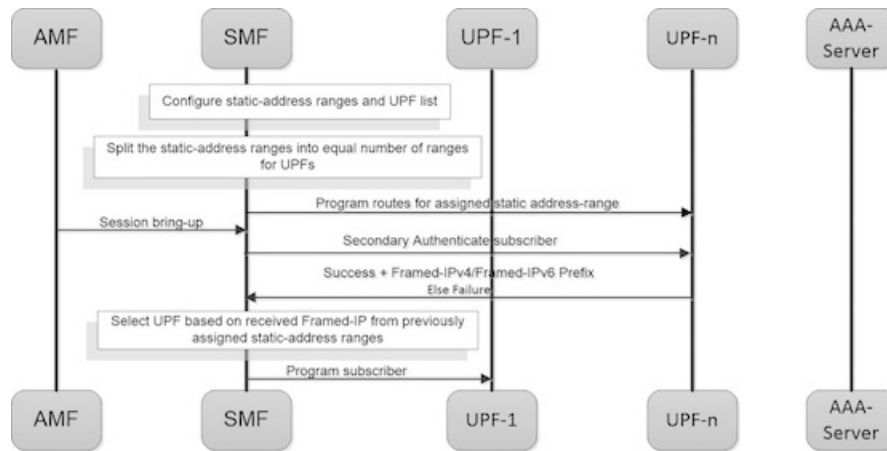 AMF
SMF
UPF-1
UPF-n
AAA-
Server
Configure static-address ranges and UPF list
Split the static-address ranges into equal number of ranges
for UPFs
Program routes for assigned static address-range
Session bring-up
Secondary Authenticate subscriber
Success + Framed-IPv4/Framed-IPv6 Prefix
Else Failure
Select UPF based on received Framed-IP from previously
assigned static-address ranges
Program subscriber
AMF
SMF
UPF-1
UPF-n
AAA-
Server